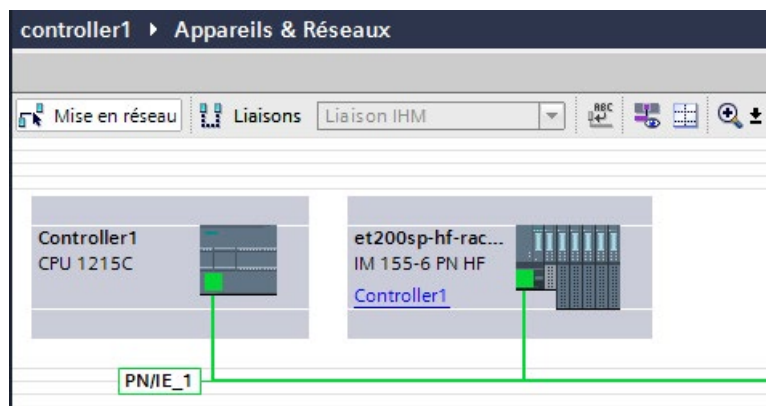 controller1 ▸ Appareils & Réseaux
Mise en réseau Liaisons Liaison IHM
Controller1
CPU 1215C
et200sp-hf-rac...
IM 155-6 PN HF
Controller1
PN/IE_1